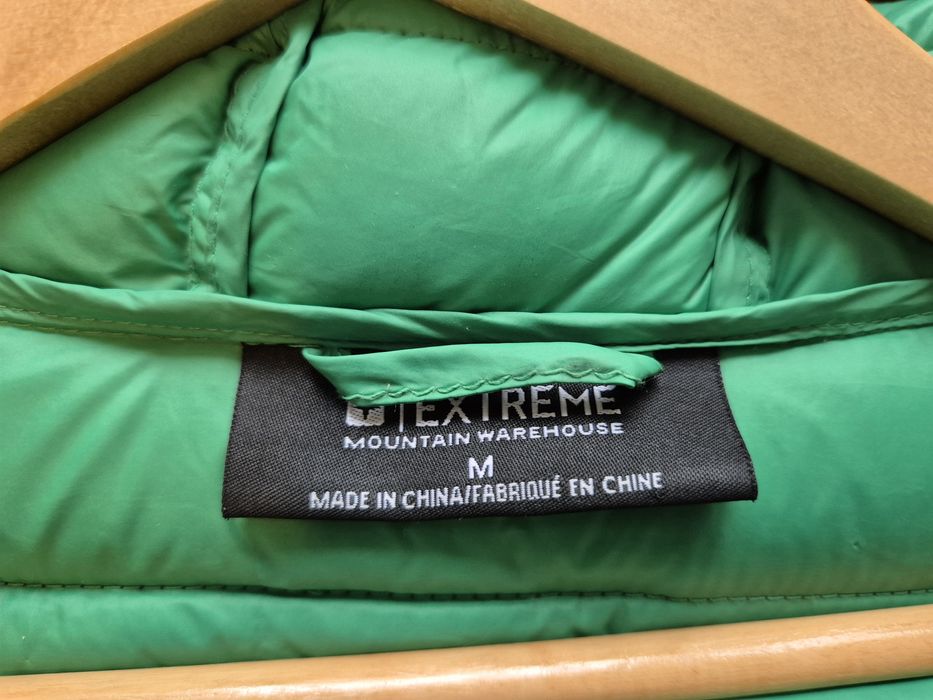 EXTREME
MOUNTAIN WAREHOUSE
M
MADE IN CHINA/FABRIQUÉ EN CHINE